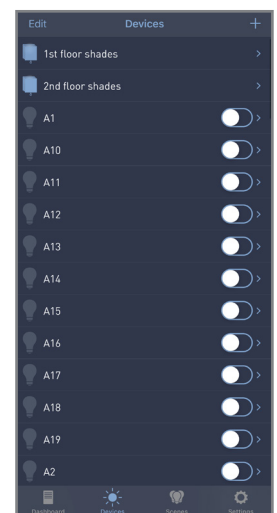 Edit Devices +
1st floor shades
2nd floor shades
A1
A10
A11
A12
A13
A14
A15
A16
A17
A18
A19
A2
Dashboard Devices Scenes Settings